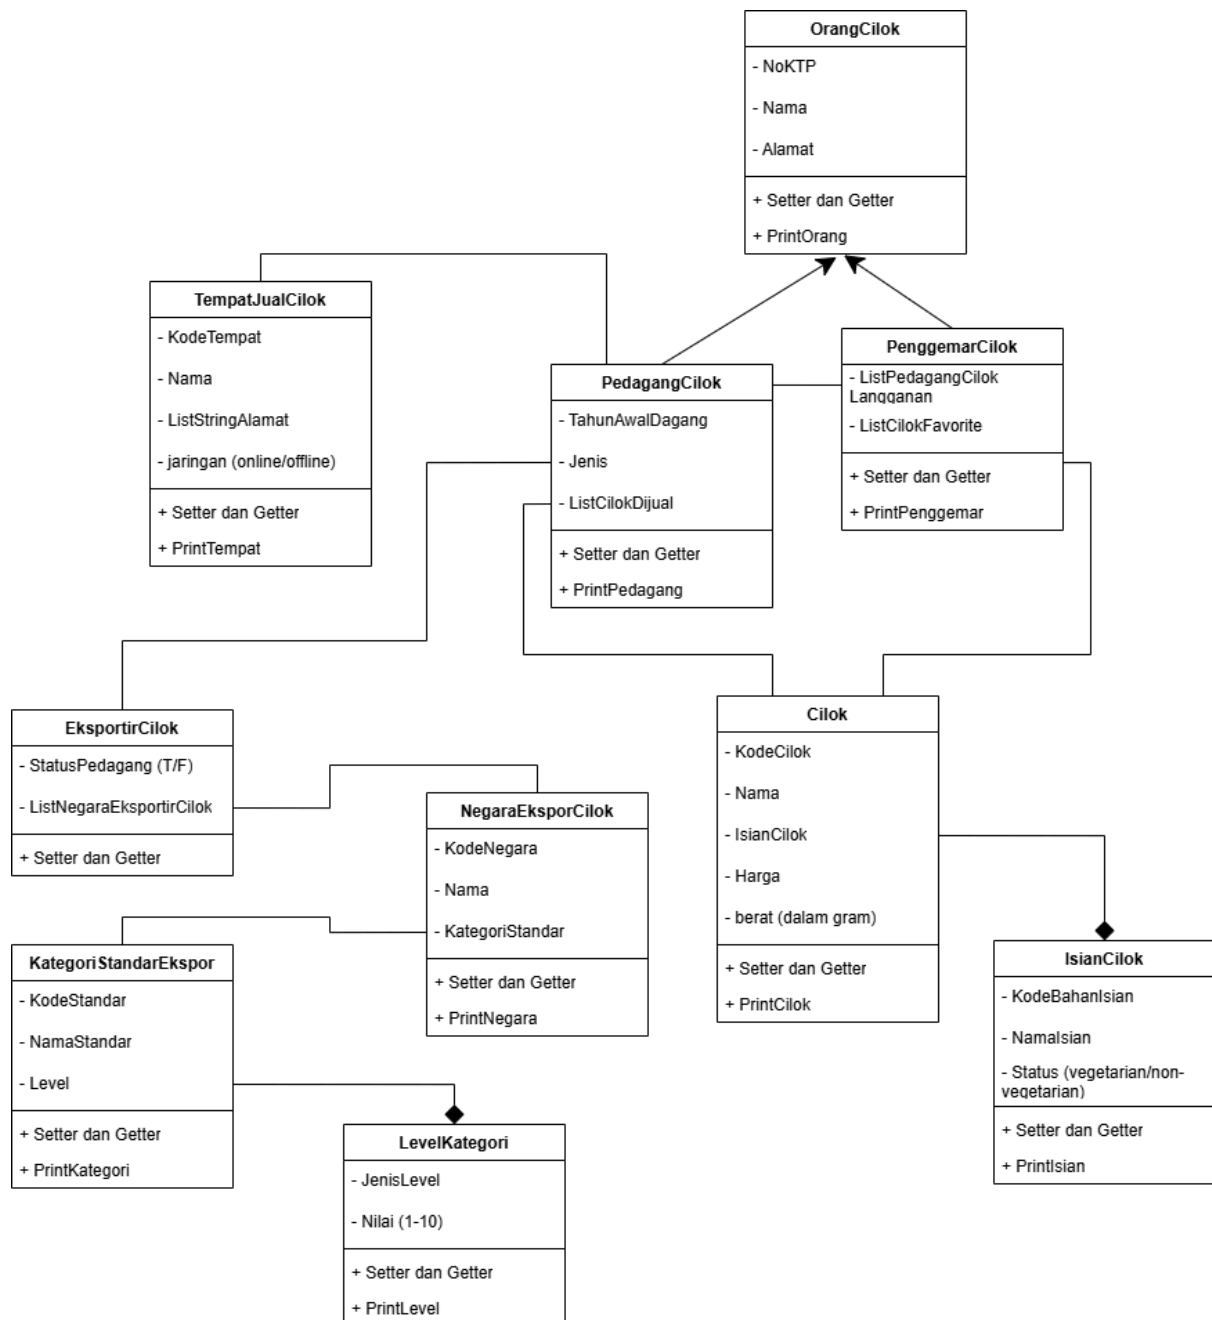 OrangCilok
- NoKTP
- Nama
- Alamat
+ Setter dan Getter
+ PrintOrang
TempatJualCilok
- KodeTempat
- Nama
- ListStringAlamat
- jaringan (online/offline)
+ Setter dan Getter
+ PrintTempat
PedagangCilok
- TahunAwalDagang
- Jenis
- ListCilokDijual
+ Setter dan Getter
+ PrintPedagang
PenggemarCilok
- ListPedagangCilok
Langganan
- ListCilokFavorite
+ Setter dan Getter
+ PrintPenggemar
EksportirCilok
- StatusPedagang (T/F)
- ListNegaraEksportirCilok
+ Setter dan Getter
NegaraEksporCilok
- KodeNegara
- Nama
- KategoriStandar
+ Setter dan Getter
+ PrintNegara
Cilok
- KodeCilok
- Nama
- IsianCilok
- Harga
- berat (dalam gram)
+ Setter dan Getter
+ PrintCilok
KategoriStandarEkspor
- KodeStandar
- NamaStandar
- Level
+ Setter dan Getter
+ PrintKategori
IsianCilok
- KodeBahanIsian
- NamaIsian
- Status (vegetarian/non-
vegetarian)
+ Setter dan Getter
+ PrintIsian
LevelKategori
- JenisLevel
- Nilai (1-10)
+ Setter dan Getter
+ PrintLevel